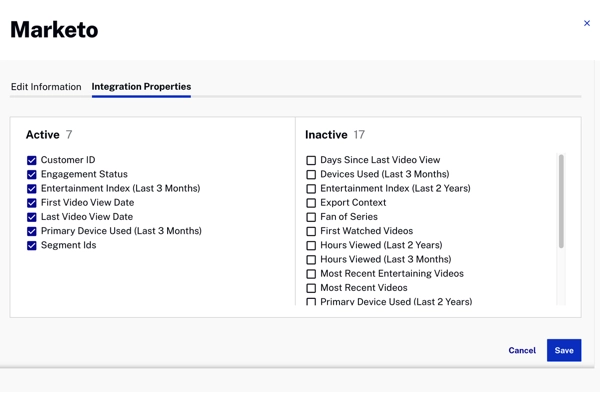 Marketo
Edit Information
Integration Properties
Active 7
Customer ID
Engagement Status
Entertainment Index (Last 3 Months)
First Video View Date
Last Video View Date
Primary Device Used (Last 3 Months)
Segment Ids
Inactive 17
Days Since Last Video View
Devices Used (Last 3 Months)
Entertainment Index (Last 2 Years)
Export Context
Fan of Series
First Watched Videos
Hours Viewed (Last 2 Years)
Hours Viewed (Last 3 Months)
Most Recent Entertaining Videos
Most Recent Videos
Primary Device Used (Last 2 Years)
Cancel
Save